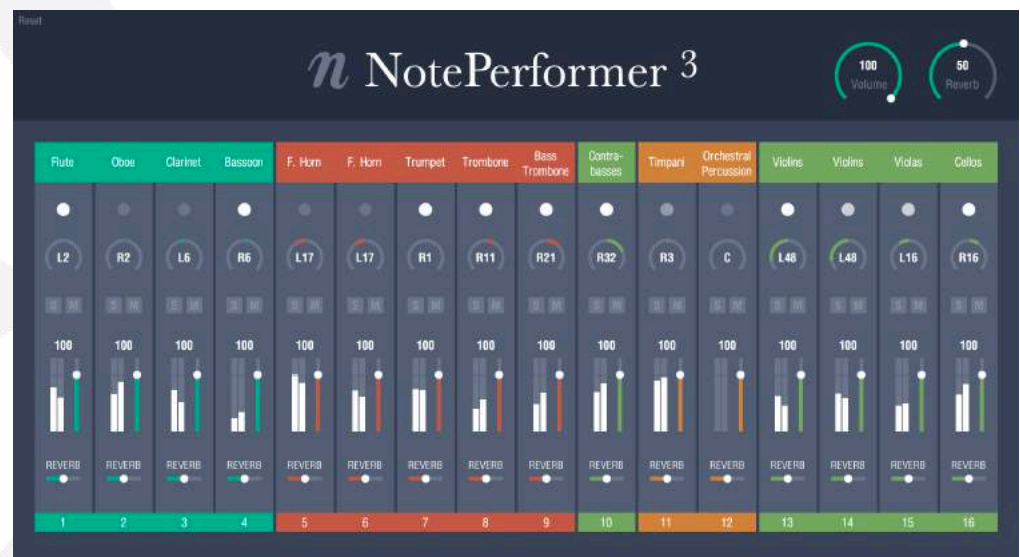 Reset
n NotePerformer 3
100
Volume
50
Reverb
Flute Oboe Clarinet Bassoon F. Horn F. Horn Trumpet Trombone Bass Trombone Contra-basses Timpani Orchestral Percussion Violins Violins Violas Cellos
L2 R2 L6 R6 L17 L17 R1 R11 R21 R32 R3 C L48 L48 L16 R16
S M S M S M S M S M S M S M S M S M S M S M S M S M S M S M S M
100 100 100 100 100 100 100 100 100 100 100 100 100 100 100 100
REVERB REVERB REVERB REVERB REVERB REVERB REVERB REVERB REVERB REVERB REVERB REVERB REVERB REVERB REVERB REVERB
1 2 3 4 5 6 7 8 9 10 11 12 13 14 15 16